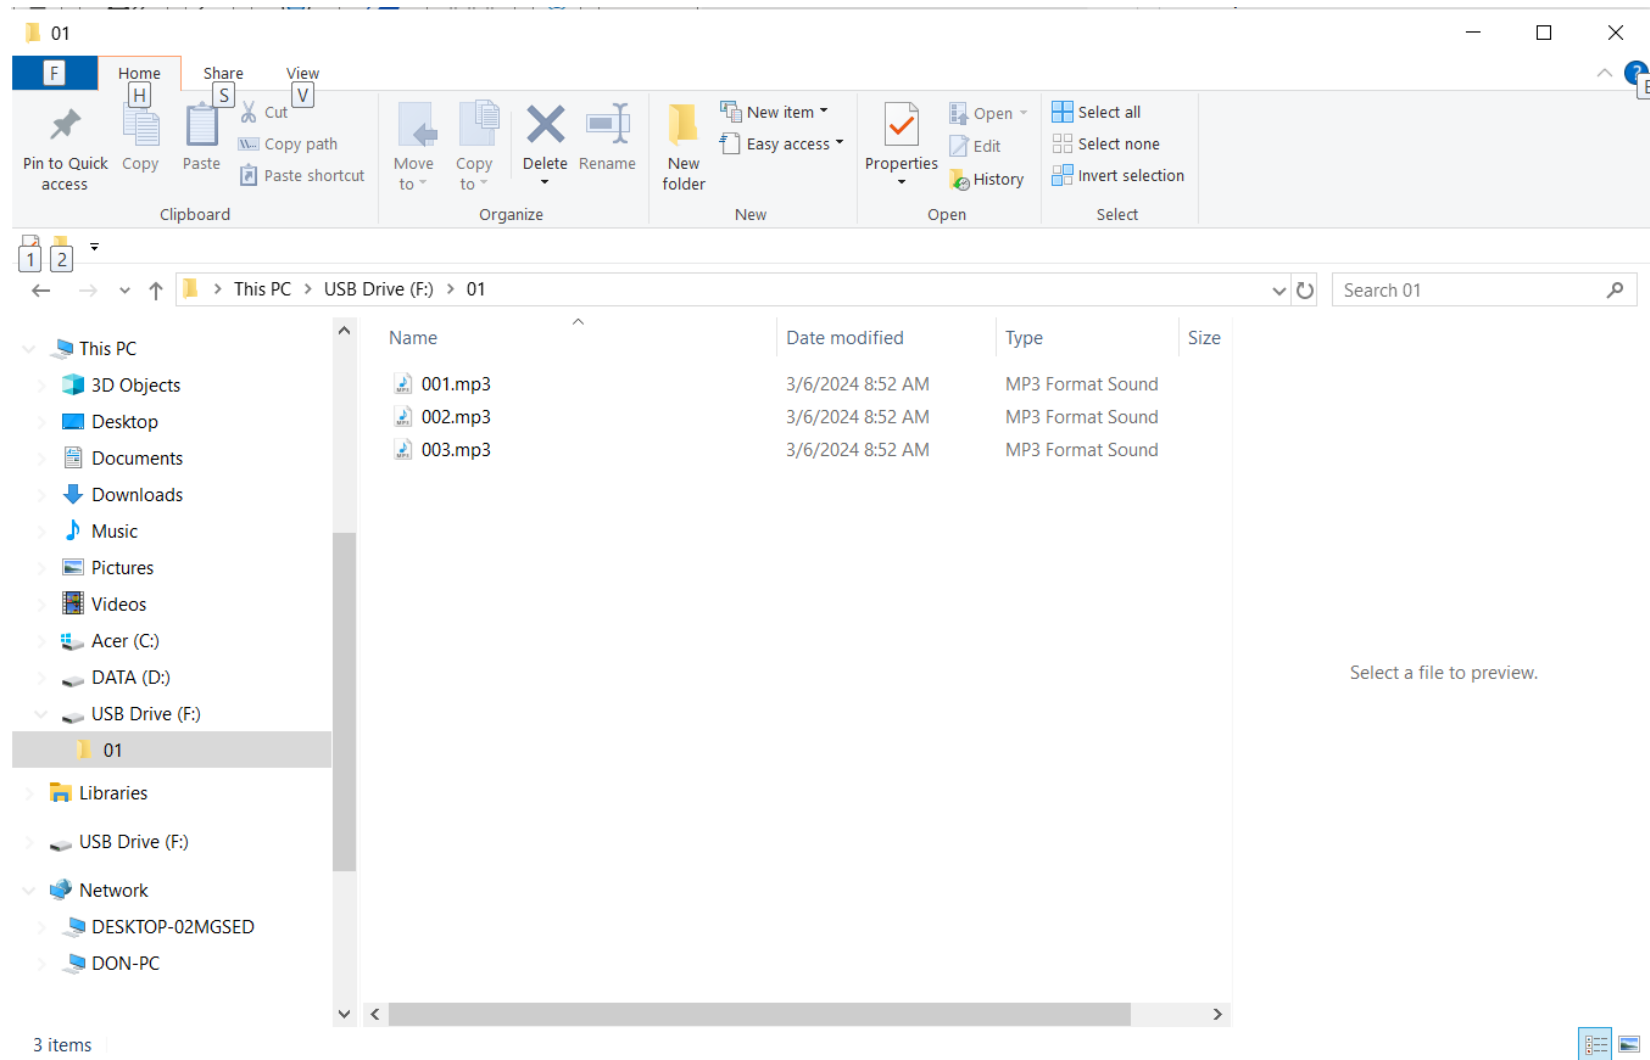 01
F
Home Share View
H S V
E
Pin to Quick access
Copy
Paste
Cut
Copy path
Paste shortcut
Clipboard
Move to
Copy to
Delete
Rename
Organize
New folder
New item
Easy access
New
Properties
Open
Edit
History
Open
Select all
Select none
Invert selection
Select
1 2
This PC > USB Drive (F:) > 01
Search 01
This PC
3D Objects
Desktop
Documents
Downloads
Music
Pictures
Videos
Acer (C:)
DATA (D:)
USB Drive (F:)
01
Libraries
USB Drive (F:)
Network
DESKTOP-02MGSED
DON-PC
Name Date modified Type Size
001.mp3 3/6/2024 8:52 AM MP3 Format Sound
002.mp3 3/6/2024 8:52 AM MP3 Format Sound
003.mp3 3/6/2024 8:52 AM MP3 Format Sound
Select a file to preview.
3 items